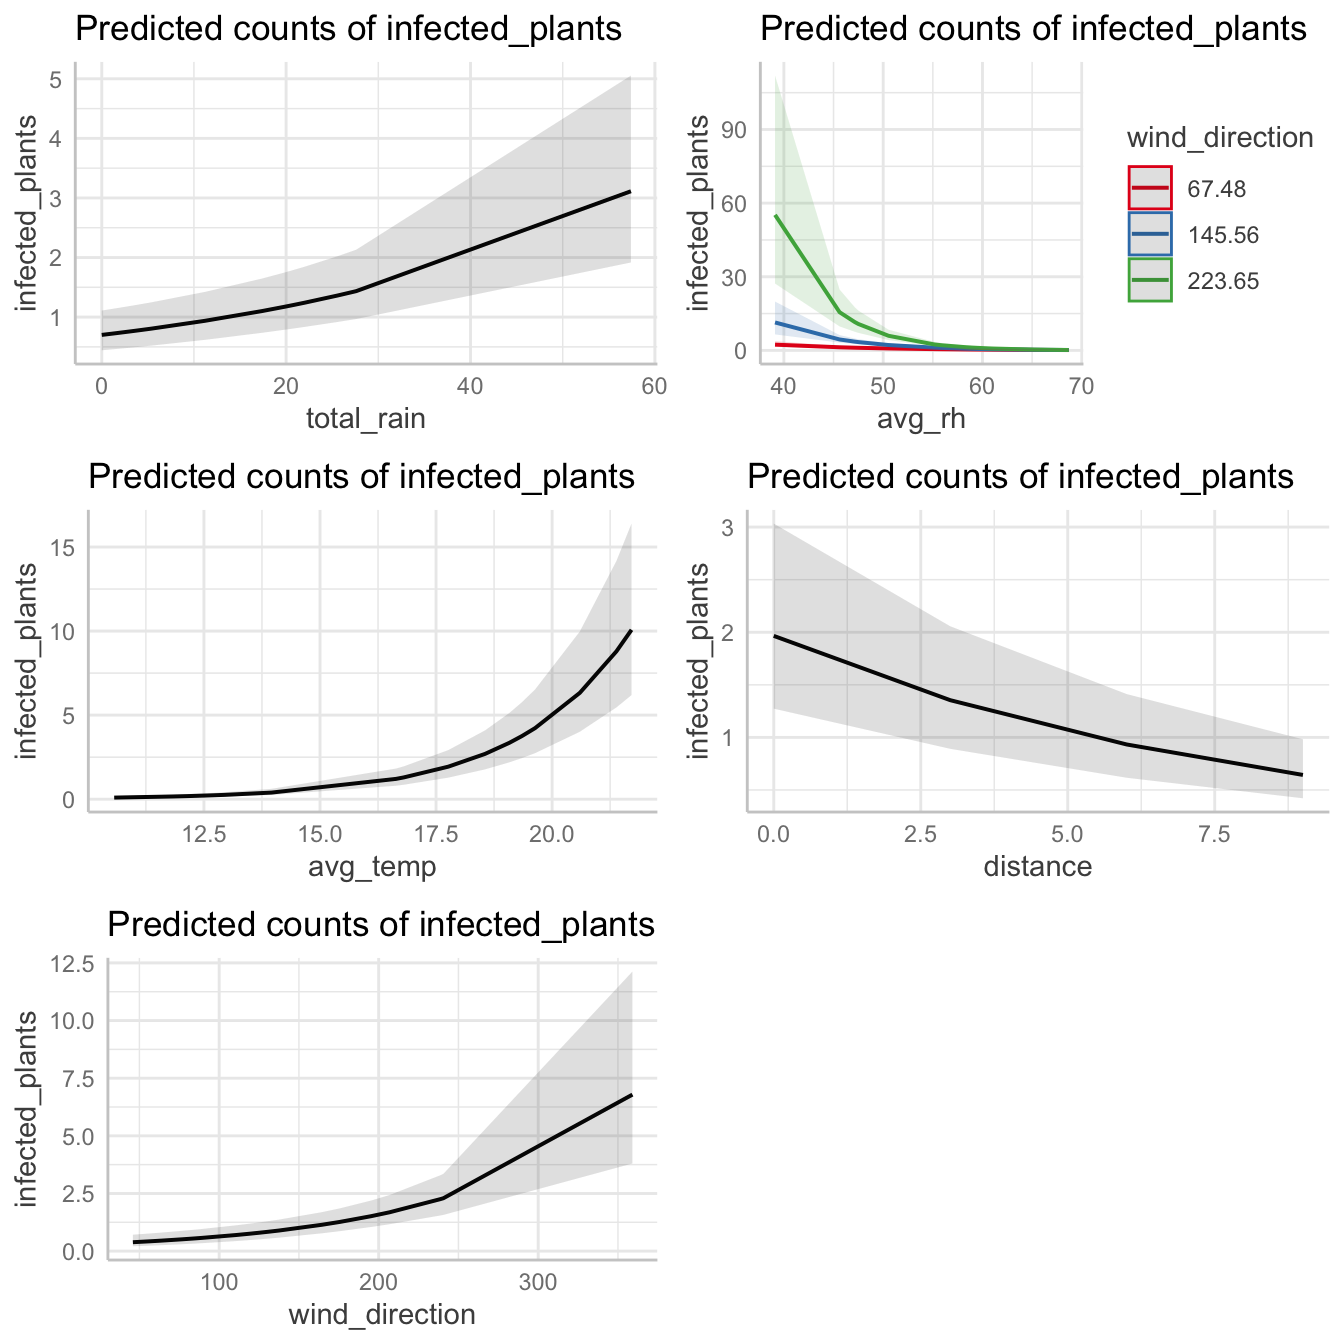 Predicted counts of infected_plants
infected_plants
5
4
3
2
1
0 20 40 60
total_rain
Predicted counts of infected_plants
infected_plants
90
60
30
0
40 50 60 70
avg_rh
wind_direction
67.48
145.56
223.65
Predicted counts of infected_plants
infected_plants
15
10
5
0
12.5 15.0 17.5 20.0
avg_temp
Predicted counts of infected_plants
infected_plants
3
2
1
0.0 2.5 5.0 7.5
distance
Predicted counts of infected_plants
infected_plants
12.5
10.0
7.5
5.0
2.5
0.0
100 200 300
wind_direction